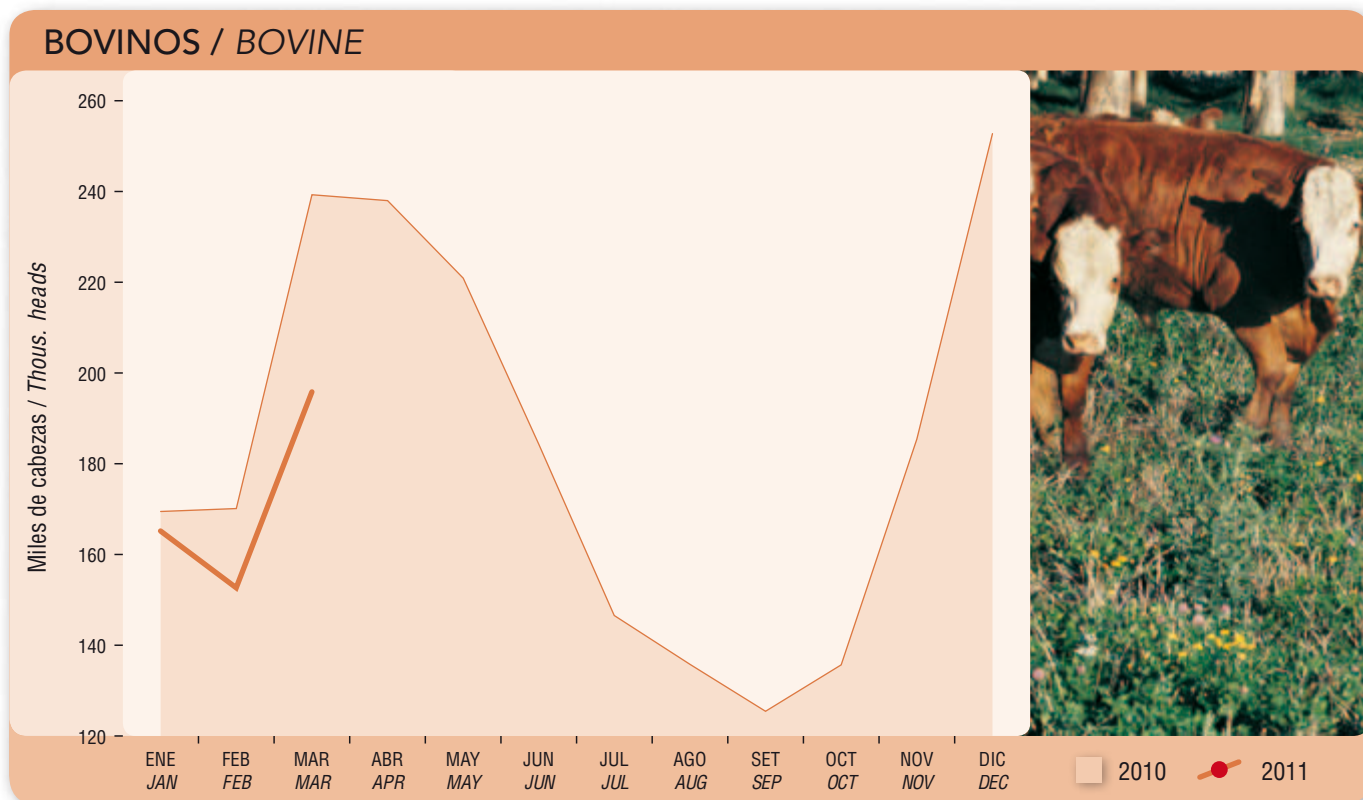 BOVINOS / BOVINE
Miles de cabezas / Thous. heads
260
240
220
200
180
160
140
120
ENE FEB MAR ABR MAY JUN JUL AGO SET OCT NOV DIC
JAN FEB MAR APR MAY JUN JUL AUG SEP OCT NOV DEC
2010 2011